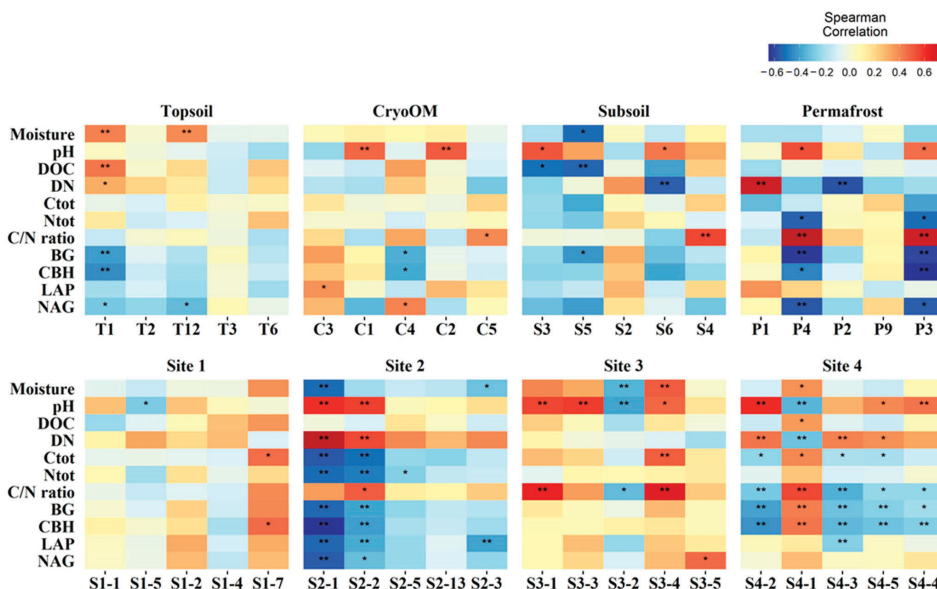 Spearman
Correlation
−0.6 −0.4 −0.2 0.0 0.2 0.4 0.6
Topsoil CryoOM Subsoil Permafrost
Moisture ** ** *
pH ** ** * * * *
DOC ** * **
DN * ** ** **
Ctot
Ntot * *
C/N ratio * ** ** **
BG ** * * ** **
CBH ** * * **
LAP *
NAG * * * ** *
T1 T2 T12 T3 T6 C3 C1 C4 C2 C5 S3 S5 S2 S6 S4 P1 P4 P2 P9 P3
Site 1 Site 2 Site 3 Site 4
Moisture ** * ** ** *
pH * ** ** ** ** ** * ** ** * **
DOC *
DN ** ** ** ** ** *
Ctot * ** ** ** * * * *
Ntot ** ** *
C/N ratio * ** * ** ** ** ** * *
BG ** ** ** ** ** ** *
CBH * ** ** ** ** ** ** **
LAP ** ** ** **
NAG ** * *
S1-1 S1-5 S1-2 S1-4 S1-7 S2-1 S2-2 S2-5 S2-13 S2-3 S3-1 S3-3 S3-2 S3-4 S3-5 S4-2 S4-1 S4-3 S4-5 S4-4